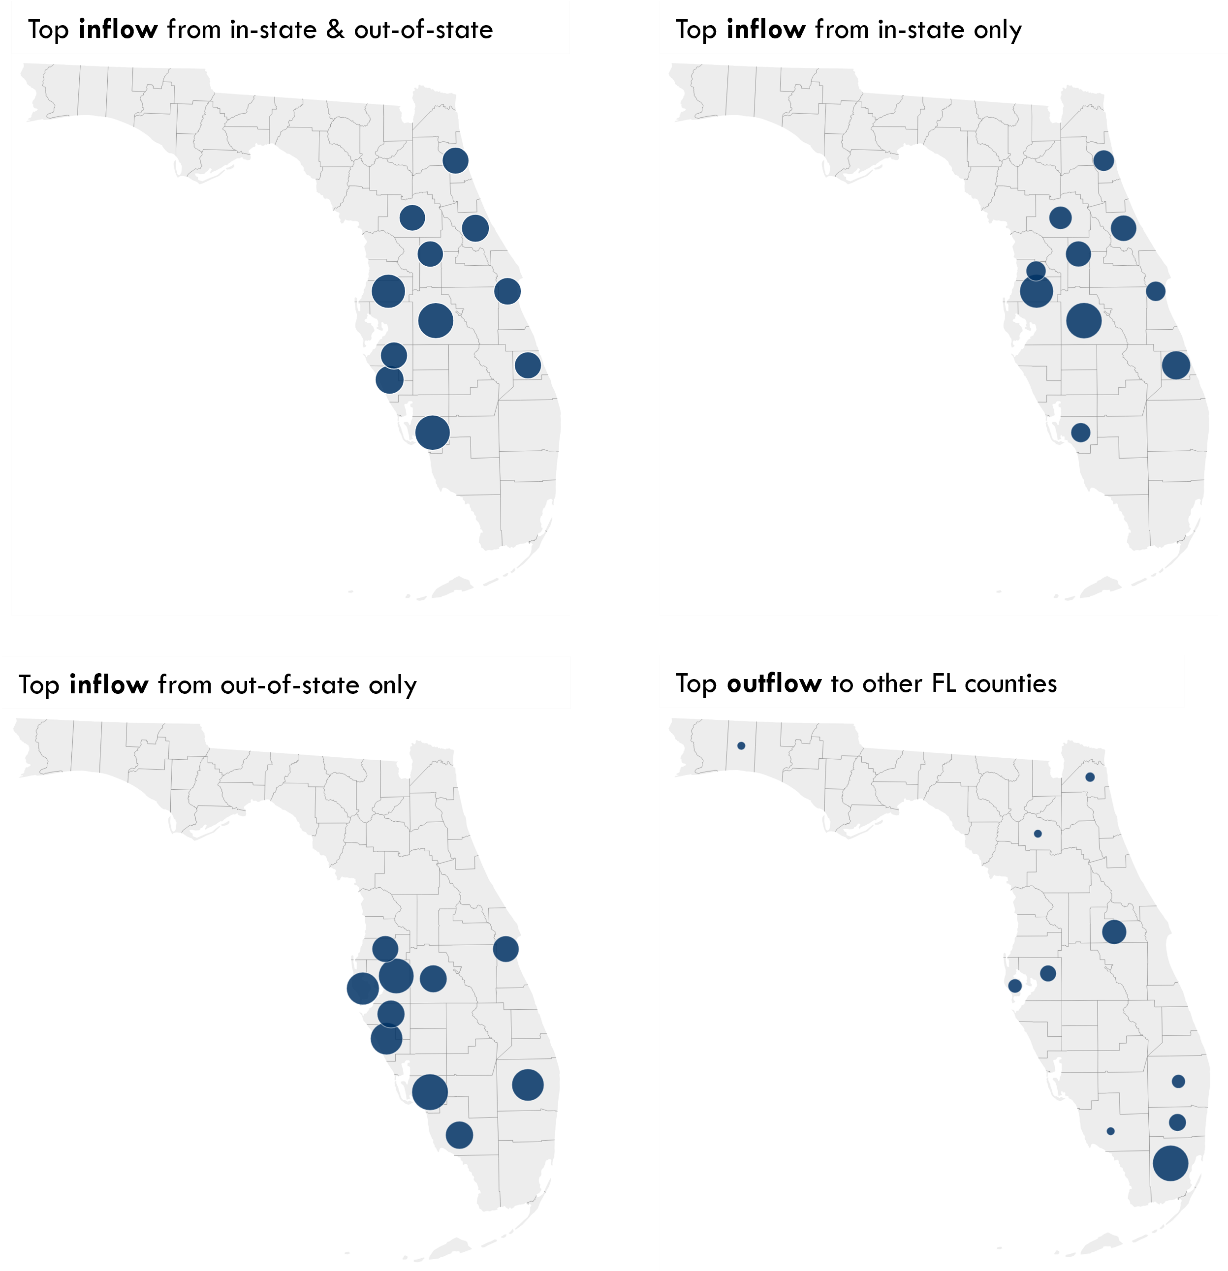 Top inflow from in-state & out-of-state
Top inflow from in-state only
Top inflow from out-of-state only
Top outflow to other FL counties